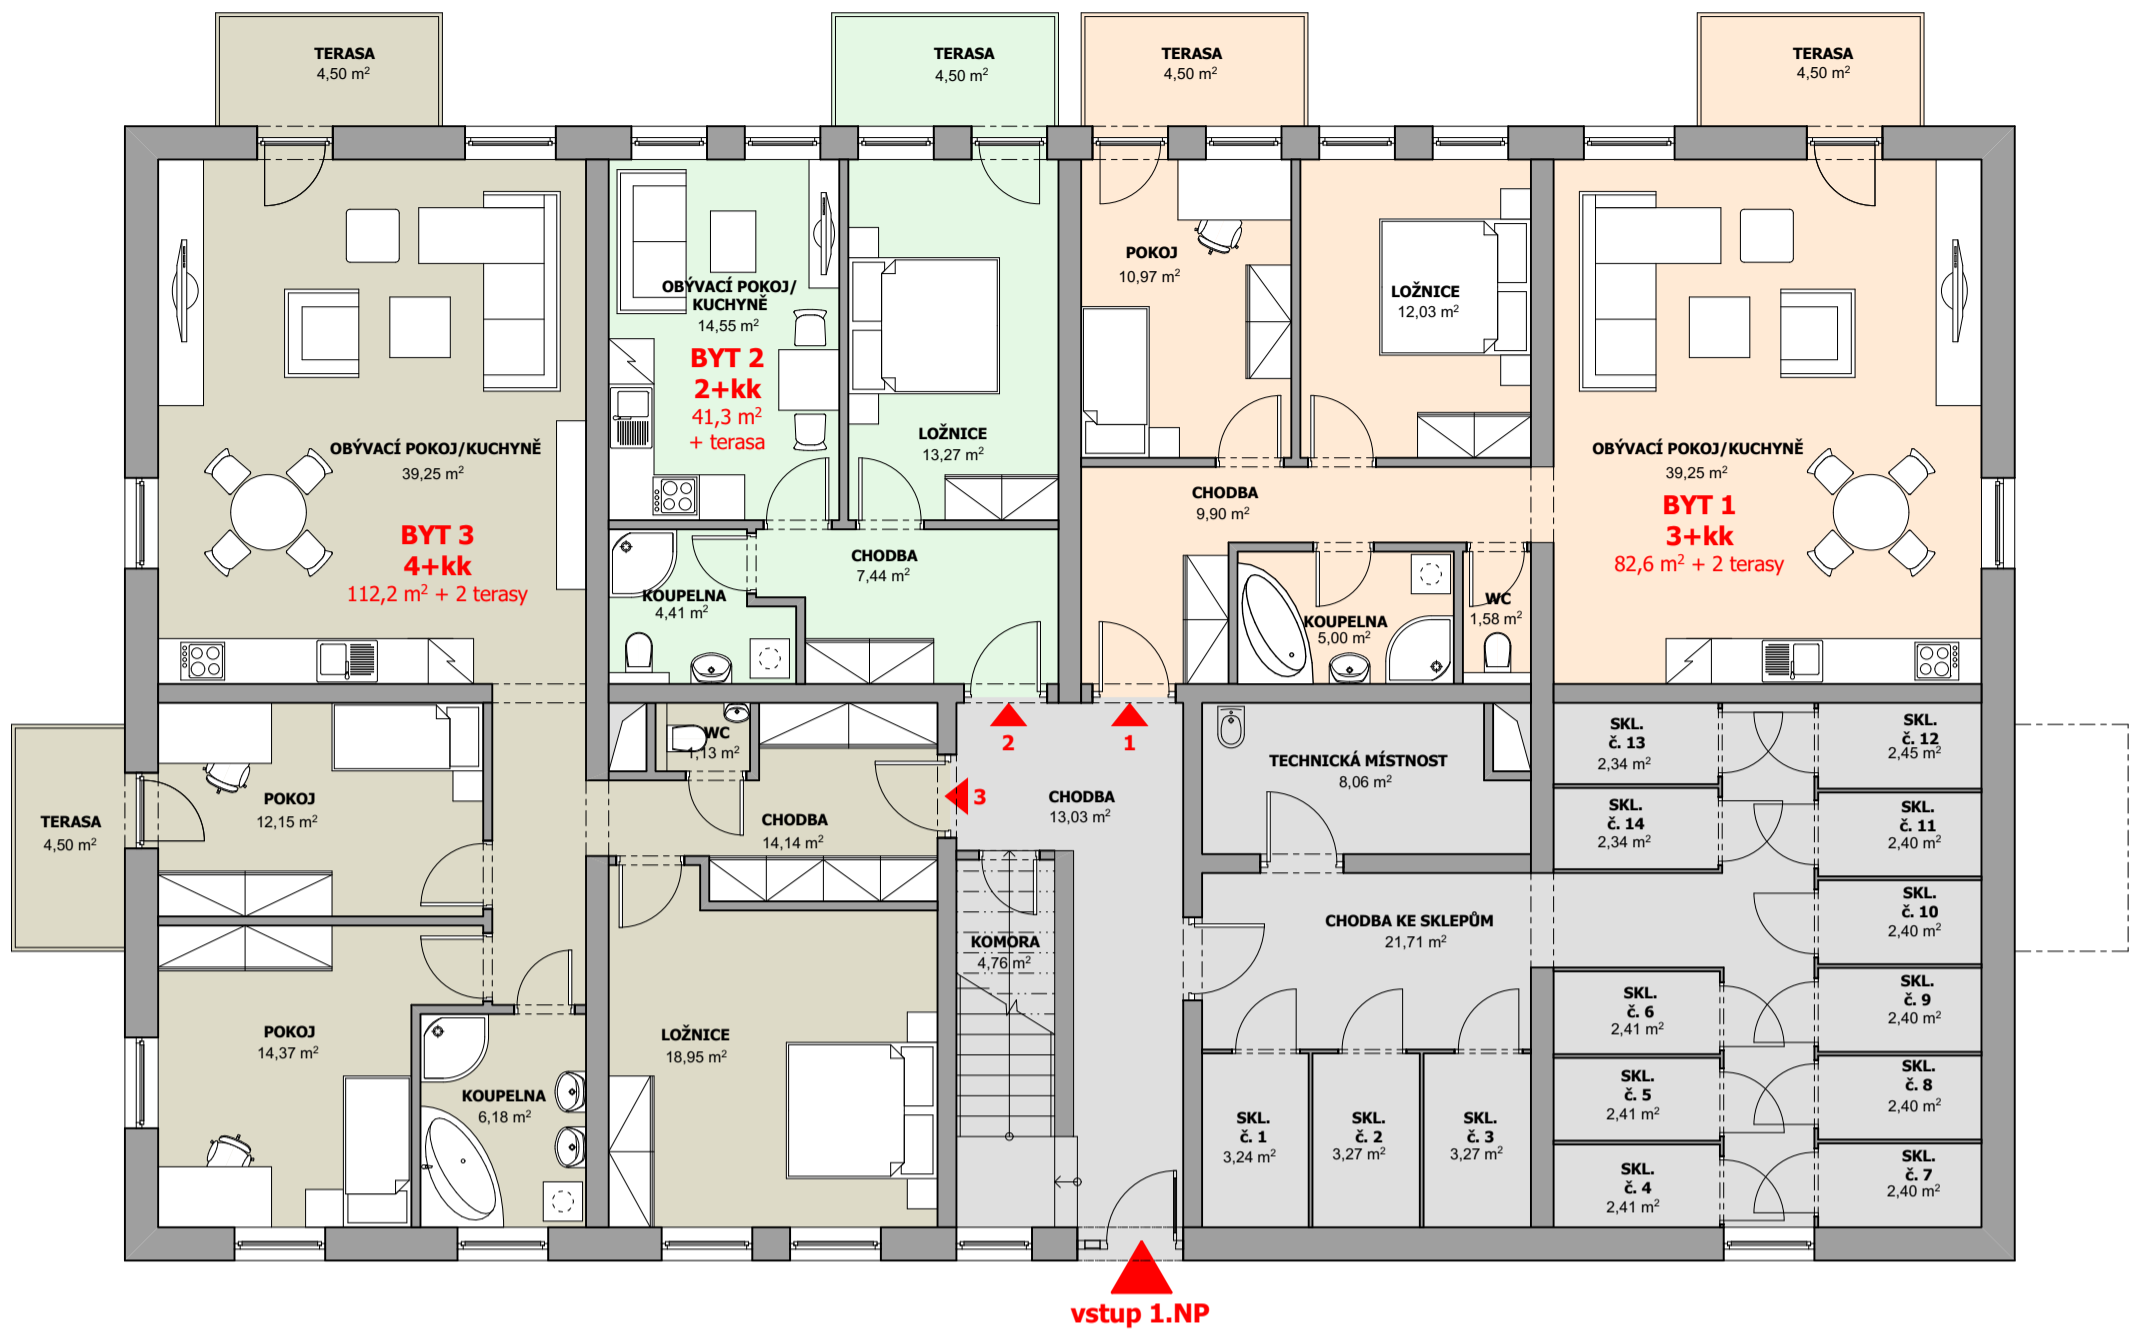 TERASA
4,50 m²
TERASA
4,50 m²
TERASA
4,50 m²
TERASA
4,50 m²
OBÝVACÍ POKOJ/KUCHYNĚ
39,25 m²
BYT 3
4+kk
112,2 m² + 2 terasy
OBÝVACÍ POKOJ/
KUCHYNĚ
14,55 m²
BYT 2
2+kk
41,3 m²
+ terasa
LOŽNICE
13,27 m²
POKOJ
10,97 m²
LOŽNICE
12,03 m²
OBÝVACÍ POKOJ/KUCHYNĚ
39,25 m²
BYT 1
3+kk
82,6 m² + 2 terasy
CHODBA
9,90 m²
CHODBA
7,44 m²
KOUPELNA
4,41 m²
KOUPELNA
5,00 m²
WC
1,58 m²
TERASA
4,50 m²
POKOJ
12,15 m²
WC
1,13 m²
CHODBA
14,14 m²
2
1
3
CHODBA
13,03 m²
TECHNICKÁ MÍSTNOST
8,06 m²
SKL.
č. 13
2,34 m²
SKL.
č. 12
2,45 m²
SKL.
č. 14
2,34 m²
SKL.
č. 11
2,40 m²
SKL.
č. 10
2,40 m²
CHODBA KE SKLEPŮM
21,71 m²
KOMORA
4,76 m²
POKOJ
14,37 m²
KOUPELNA
6,18 m²
LOŽNICE
18,95 m²
SKL.
č. 6
2,41 m²
SKL.
č. 9
2,40 m²
SKL.
č. 5
2,41 m²
SKL.
č. 8
2,40 m²
SKL.
č. 1
3,24 m²
SKL.
č. 2
3,27 m²
SKL.
č. 3
3,27 m²
SKL.
č. 4
2,41 m²
SKL.
č. 7
2,40 m²
vstup 1.NP